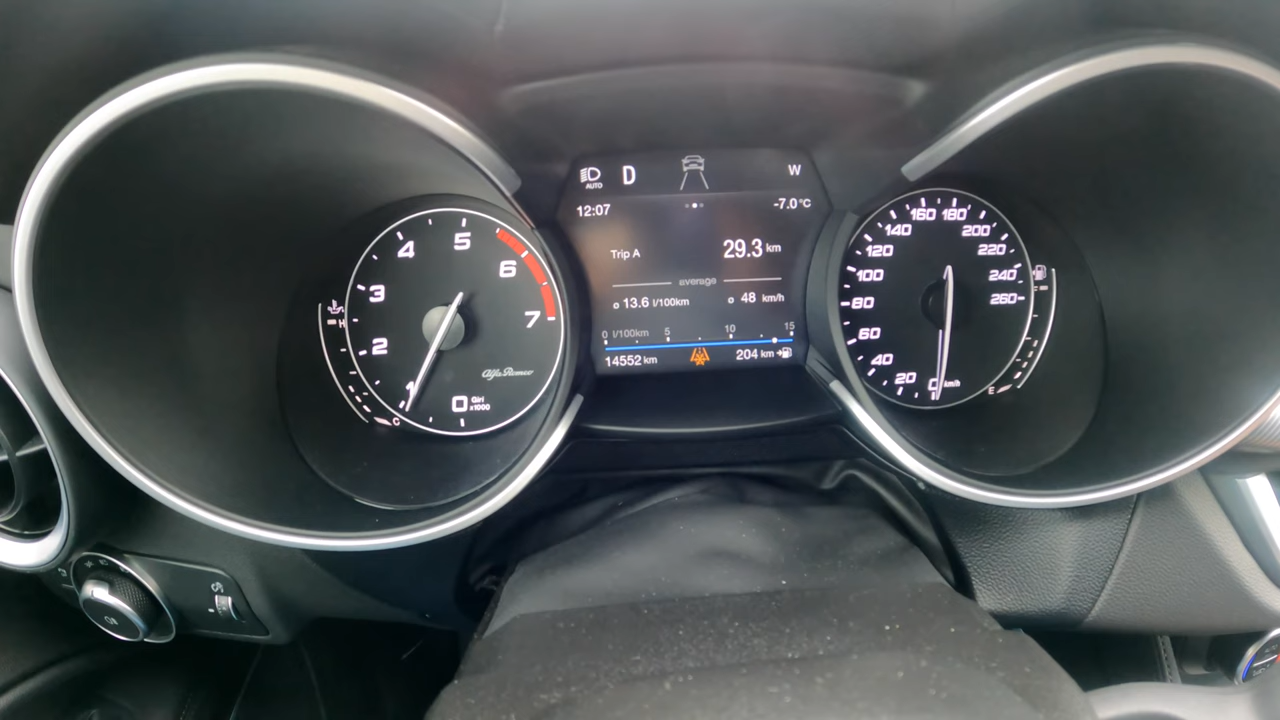 AUTO
D
W
12:07
-7.0°C
Trip A
29.3 km
average
ø 13.6 l/100km
ø 48 km/h
0 l/100km 5 10 15
14552 km
204 km
1
2
3
4
5
6
7
Alfa Romeo
Giri
x1000
H
C
0
20
40
60
80
100
120
140
160
180
200
220
240
260
km/h
E